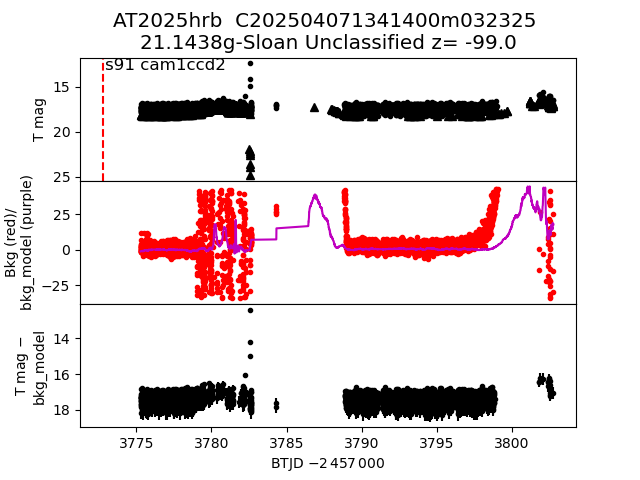 AT2025hrb  C202504071341400m032325
21.1438g-Sloan Unclassified z= -99.0
s91 cam1ccd2
T mag
15
20
25
Bkg (red)/
bkg_model (purple)
25
0
−25
T mag −
bkg_model
14
16
18
3775 3780 3785 3790 3795 3800
BTJD −2 457 000